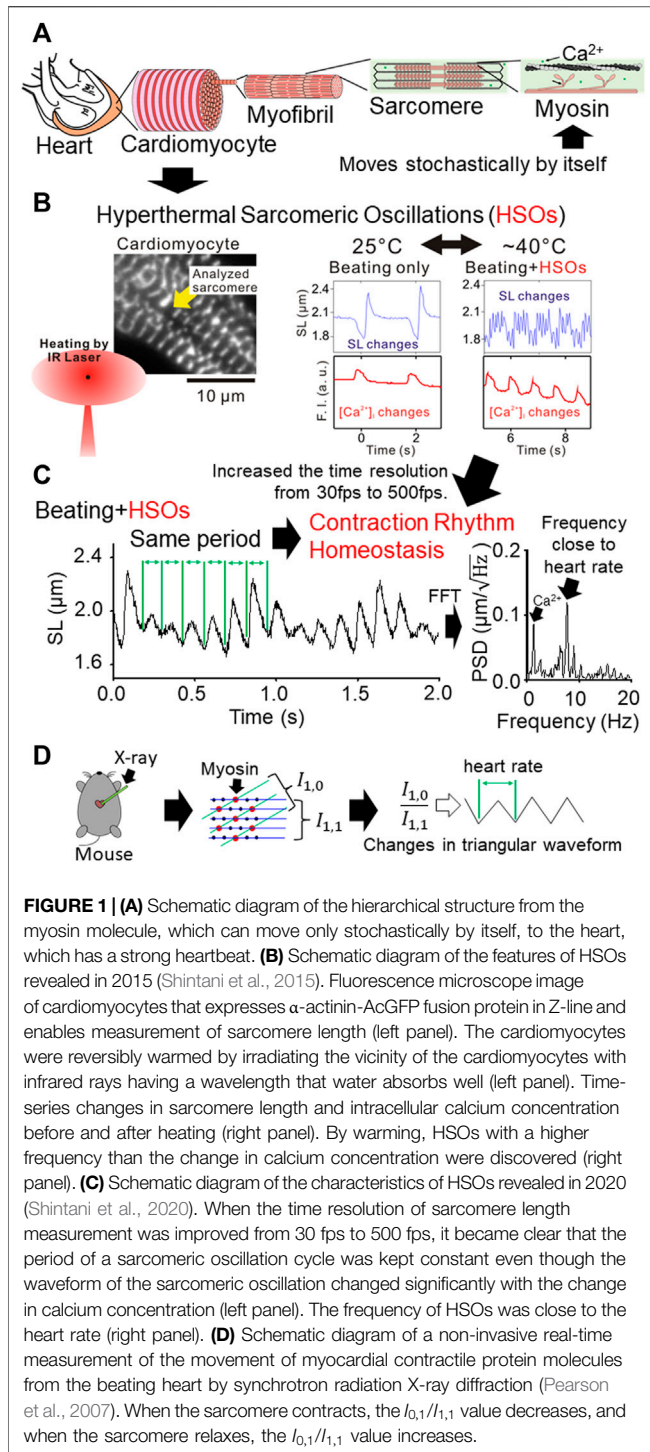 A
Heart
Cardiomyocyte
Myofibril
Sarcomere
Ca²⁺
Myosin
Moves stochastically by itself
B
Hyperthermal Sarcomeric Oscillations (HSOs)
Cardiomyocyte
Analyzed
sarcomere
Heating by
IR Laser
10 µm
25°C
~40°C
Beating only
Beating+HSOs
SL (µm)
2.4
2.1
1.8
SL changes
2.4
1.8
SL changes
F. I. (a. u.)
[Ca²⁺]ᵢ changes
[Ca²⁺]ᵢ changes
0
2
Time (s)
6
8
Time (s)
Increased the time resolution
from 30fps to 500fps.
C
Beating+HSOs
Same period
Contraction Rhythm
Homeostasis
Frequency
close to
heart rate
SL (µm)
2.4
2.0
1.6
0.0
0.5
1.0
1.5
2.0
Time (s)
FFT
PSD (µm/√Hz)
0.2
0.1
0.0
Ca²⁺
0
10
20
Frequency (Hz)
D
X-ray
Mouse
Myosin
I₁,₀
I₁,₁
I₁,₀
I₁,₁
heart rate
Changes in triangular waveform
FIGURE 1 | (A) Schematic diagram of the hierarchical structure from the
myosin molecule, which can move only stochastically by itself, to the heart,
which has a strong heartbeat. (B) Schematic diagram of the features of HSOs
revealed in 2015 (Shintani et al., 2015). Fluorescence microscope image
of cardiomyocytes that expresses α-actinin-AcGFP fusion protein in Z-line and
enables measurement of sarcomere length (left panel). The cardiomyocytes
were reversibly warmed by irradiating the vicinity of the cardiomyocytes with
infrared rays having a wavelength that water absorbs well (left panel). Time-
series changes in sarcomere length and intracellular calcium concentration
before and after heating (right panel). By warming, HSOs with a higher
frequency than the change in calcium concentration were discovered (right
panel). (C) Schematic diagram of the characteristics of HSOs revealed in 2020
(Shintani et al., 2020). When the time resolution of sarcomere length
measurement was improved from 30 fps to 500 fps, it became clear that the
period of a sarcomeric oscillation cycle was kept constant even though the
waveform of the sarcomeric oscillation changed significantly with the change
in calcium concentration (left panel). The frequency of HSOs was close to the
heart rate (right panel). (D) Schematic diagram of a non-invasive real-time
measurement of the movement of myocardial contractile protein molecules
from the beating heart by synchrotron radiation X-ray diffraction (Pearson
et al., 2007). When the sarcomere contracts, the I₀,₁/I₁,₁ value decreases, and
when the sarcomere relaxes, the I₀,₁/I₁,₁ value increases.